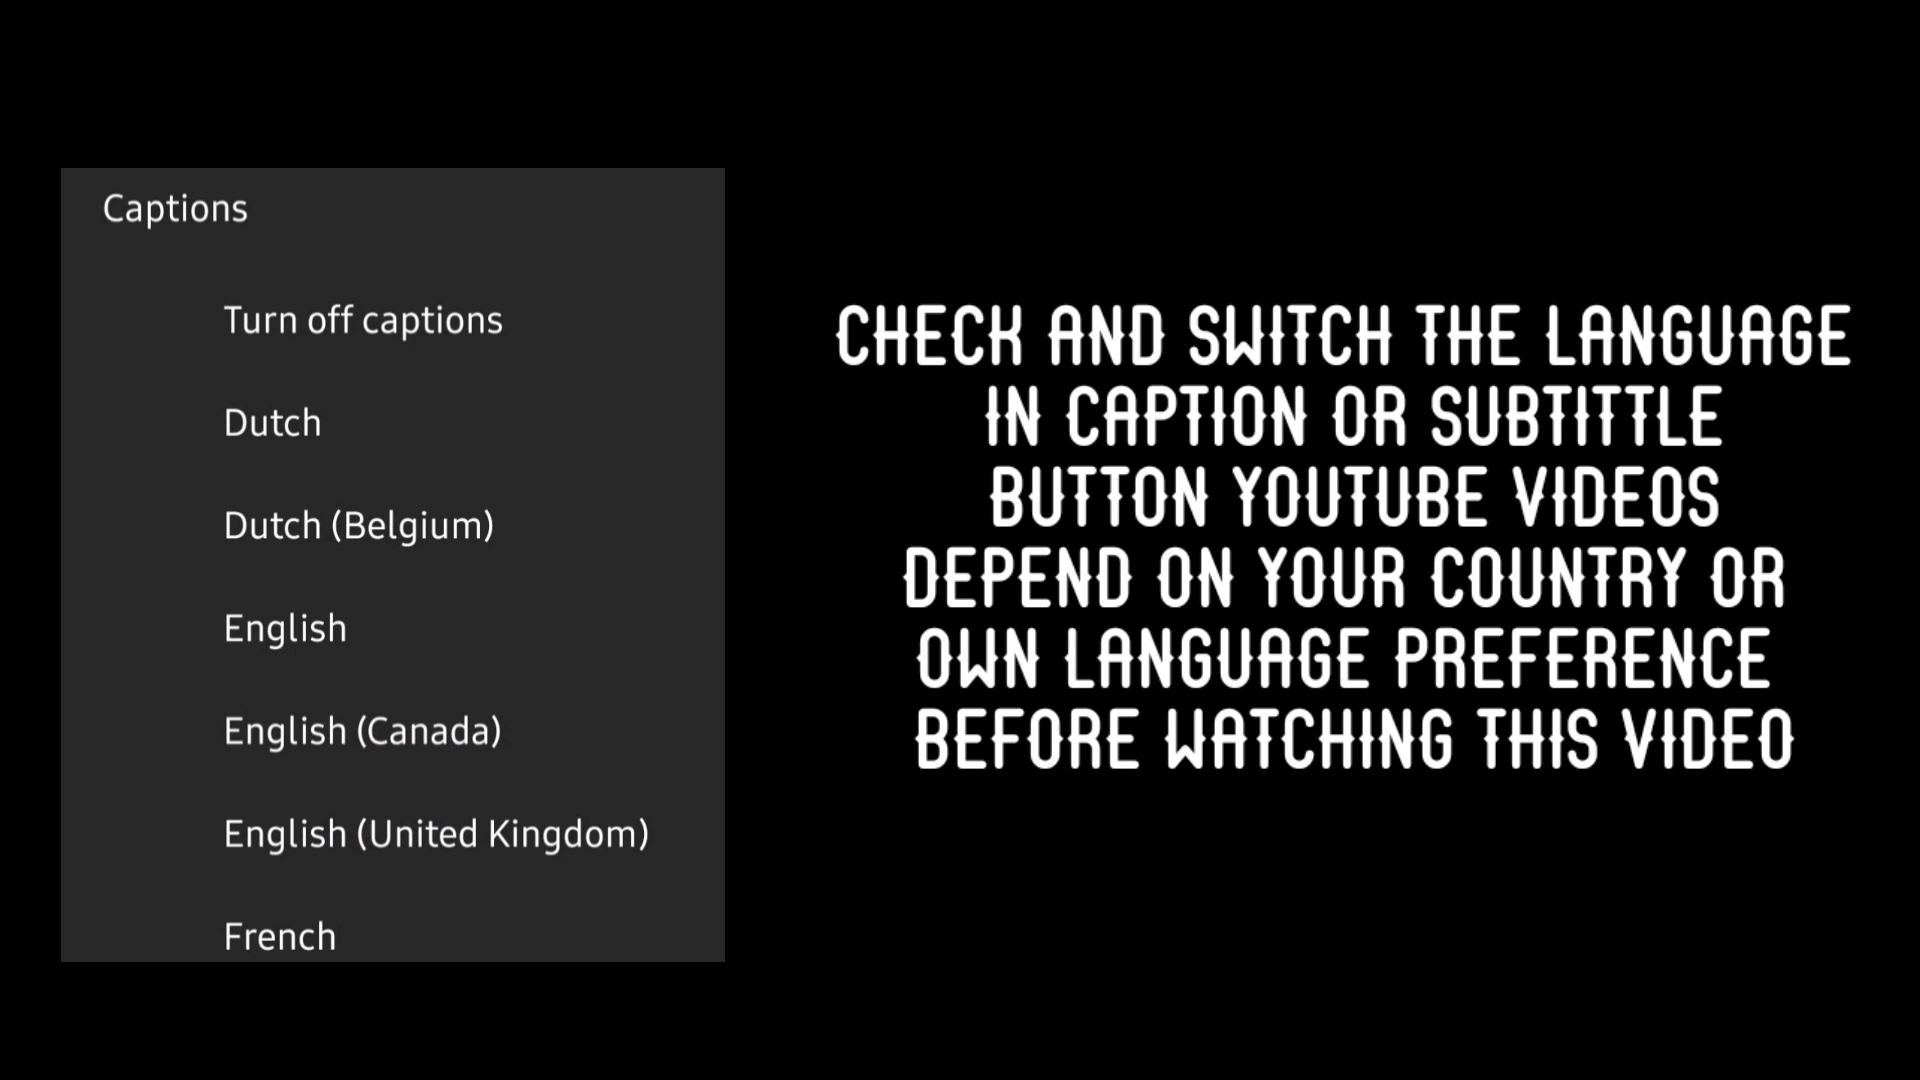 Captions
Turn off captions
Dutch
Dutch (Belgium)
English
English (Canada)
English (United Kingdom)
French
CHECK AND SWITCH THE LANGUAGE
IN CAPTION OR SUBTITTLE
BUTTON YOUTUBE VIDEOS
DEPEND ON YOUR COUNTRY OR
OWN LANGUAGE PREFERENCE
BEFORE WATCHING THIS VIDEO